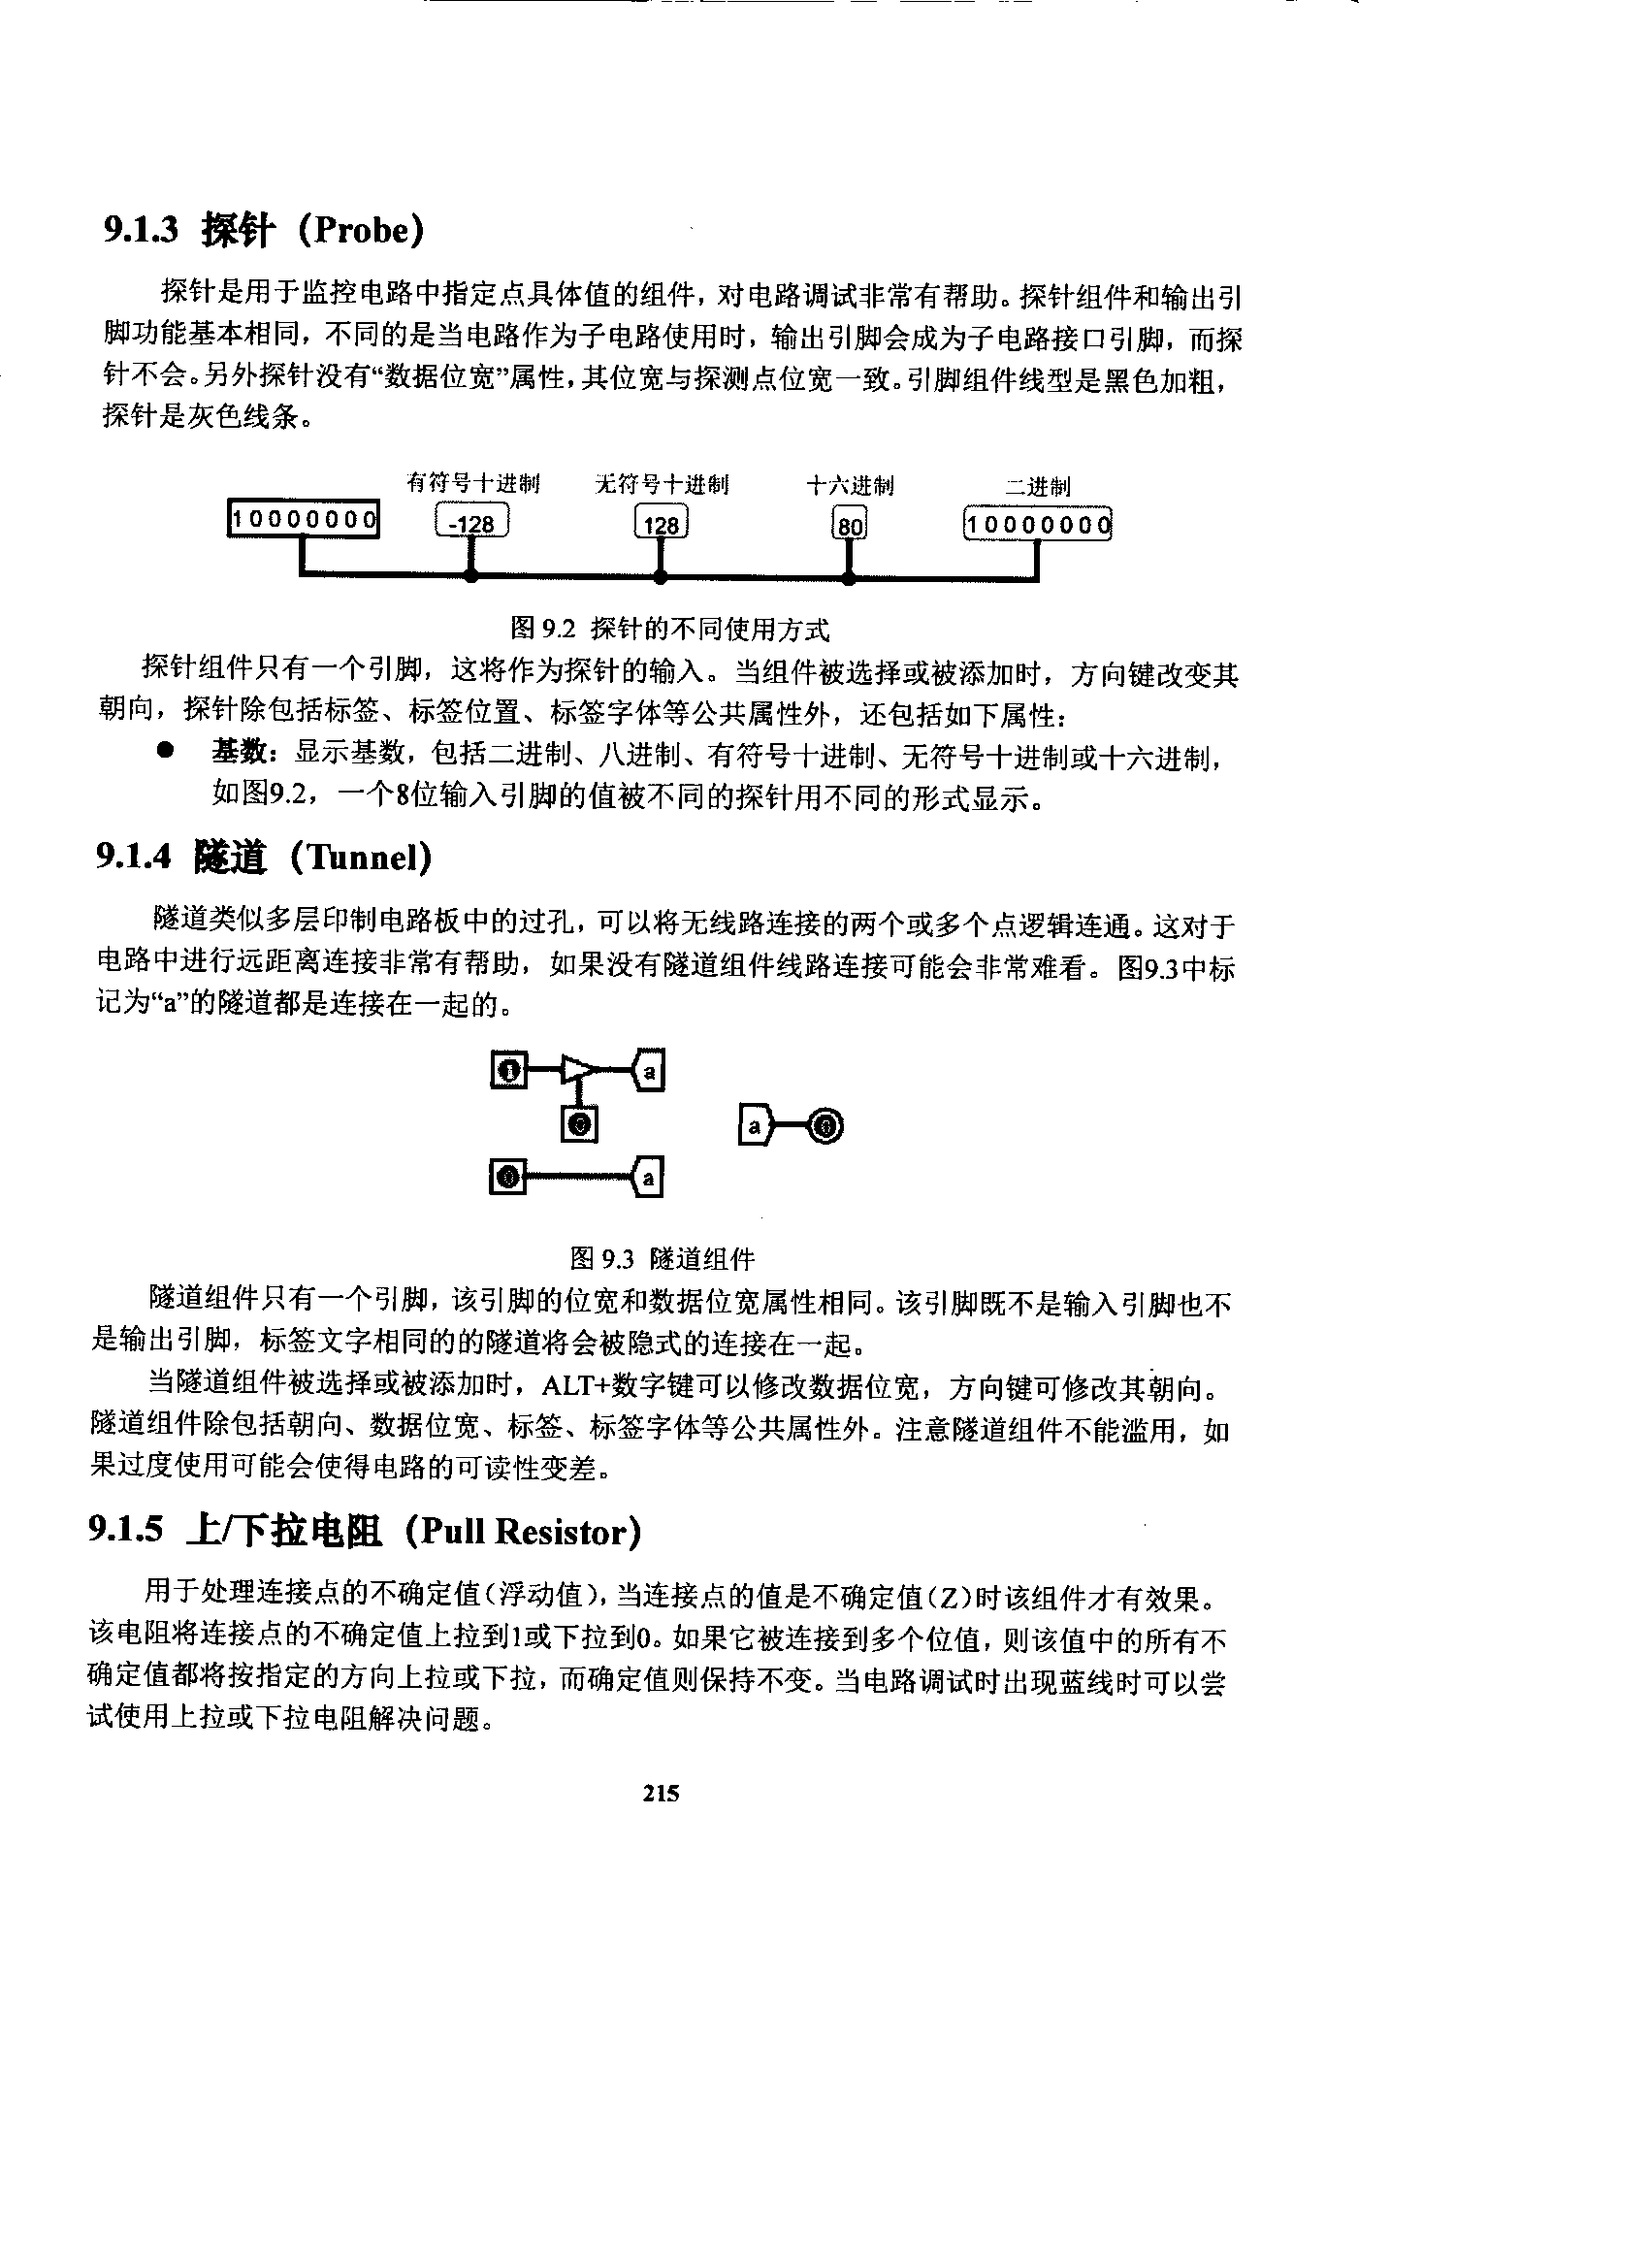 9.1.3 探针（Probe）
探针是用于监控电路中指定点具体值的组件，对电路调试非常有帮助。探针组件和输出引
脚功能基本相同，不同的是当电路作为子电路使用时，输出引脚会成为子电路接口引脚，而探
针不会。另外探针没有“数据位宽”属性，其位宽与探测点位宽一致。引脚组件线型是黑色加粗，
探针是灰色线条。
有符号十进制 无符号十进制 十六进制 二进制
10000000 -128 128 80 10000000
图 9.2 探针的不同使用方式
探针组件只有一个引脚，这将作为探针的输入。当组件被选择或被添加时，方向键改变其
朝向，探针除包括标签、标签位置、标签字体等公共属性外，还包括如下属性：
● 基数：显示基数，包括二进制、八进制、有符号十进制、无符号十进制或十六进制，
如图9.2，一个8位输入引脚的值被不同的探针用不同的形式显示。
9.1.4 隧道（Tunnel）
隧道类似多层印制电路板中的过孔，可以将无线路连接的两个或多个点逻辑连通。这对于
电路中进行远距离连接非常有帮助，如果没有隧道组件线路连接可能会非常难看。图9.3中标
记为“a”的隧道都是连接在一起的。
a
a
a
图 9.3 隧道组件
隧道组件只有一个引脚，该引脚的位宽和数据位宽属性相同。该引脚既不是输入引脚也不
是输出引脚，标签文字相同的的隧道将会被隐式的连接在一起。
当隧道组件被选择或被添加时，ALT+数字键可以修改数据位宽，方向键可修改其朝向。
隧道组件除包括朝向、数据位宽、标签、标签字体等公共属性外。注意隧道组件不能滥用，如
果过度使用可能会使得电路的可读性变差。
9.1.5 上/下拉电阻（Pull Resistor）
用于处理连接点的不确定值（浮动值），当连接点的值是不确定值（Z）时该组件才有效果。
该电阻将连接点的不确定值上拉到1或下拉到0。如果它被连接到多个位值，则该值中的所有不
确定值都将按指定的方向上拉或下拉，而确定值则保持不变。当电路调试时出现蓝线时可以尝
试使用上拉或下拉电阻解决问题。
215